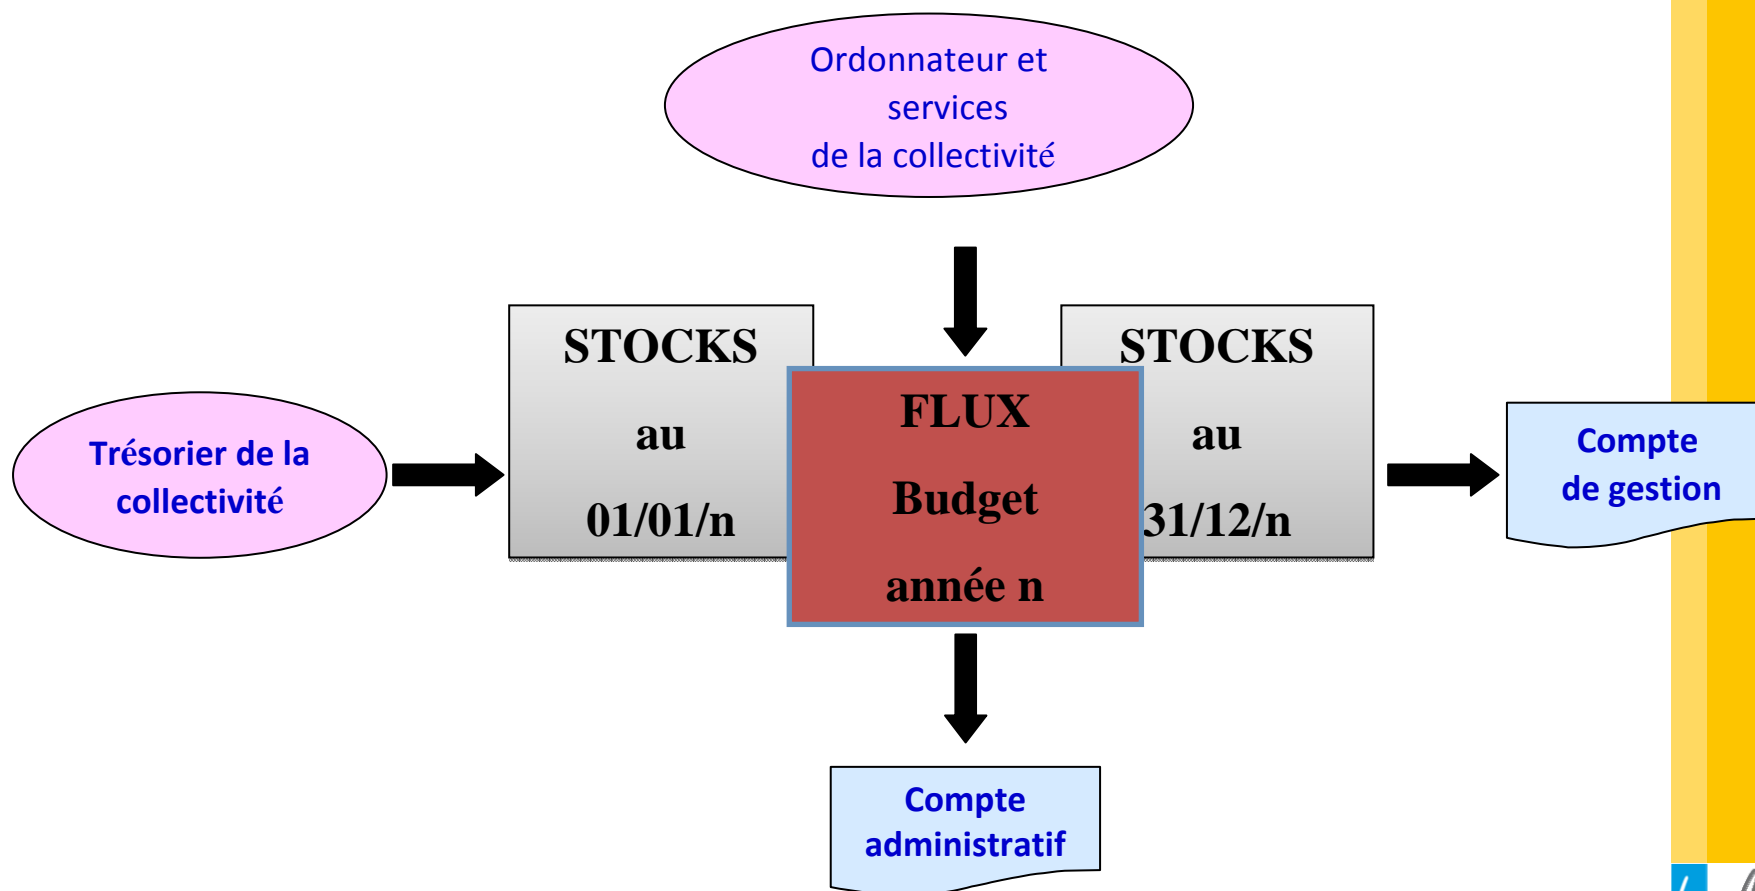 Ordonnateur et
services
de la collectivité
STOCKS
au
01/01/n
STOCKS
au
31/12/n
FLUX
Budget
année n
Trésorier de la
collectivité
Compte
de gestion
Compte
administratif